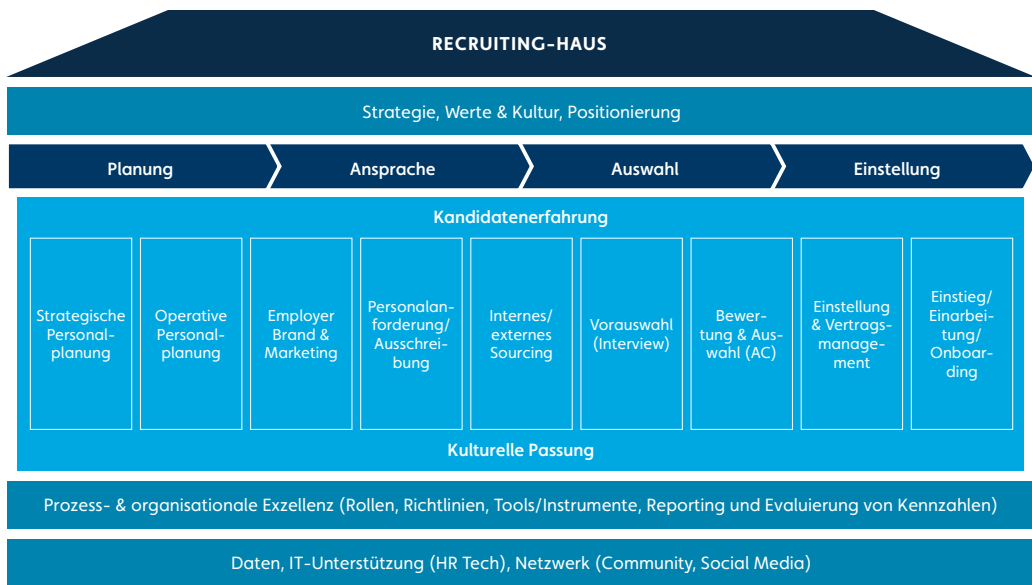 RECRUITING-HAUS
Strategie, Werte & Kultur, Positionierung
Planung
Ansprache
Auswahl
Einstellung
Kandidatenerfahrung
Strategische
Personal-
planung
Operative
Personal-
planung
Employer
Brand &
Marketing
Personalan-
forderung/
Ausschrei-
bung
Internes/
externes
Sourcing
Vorauswahl
(Interview)
Bewer-
tung & Aus-
wahl (AC)
Einstellung
& Vertrags-
manage-
ment
Einstieg/
Einarbei-
tung/
Onboar-
ding
Kulturelle Passung
Prozess- & organisationale Exzellenz (Rollen, Richtlinien, Tools/Instrumente, Reporting und Evaluierung von Kennzahlen)
Daten, IT-Unterstützung (HR Tech), Netzwerk (Community, Social Media)